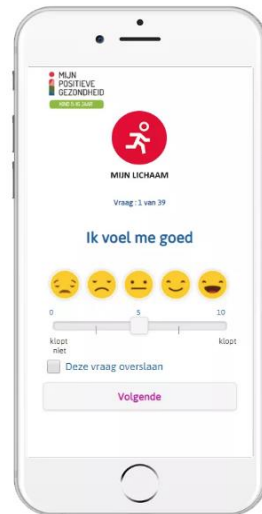 MIJN
POSITIEVE
GEZONDHEID
MIJN LICHAAM
Vraag : 1 van 39
Ik voel me goed
0 5 10
klopt niet
klopt
Deze vraag overslaan
Volgende